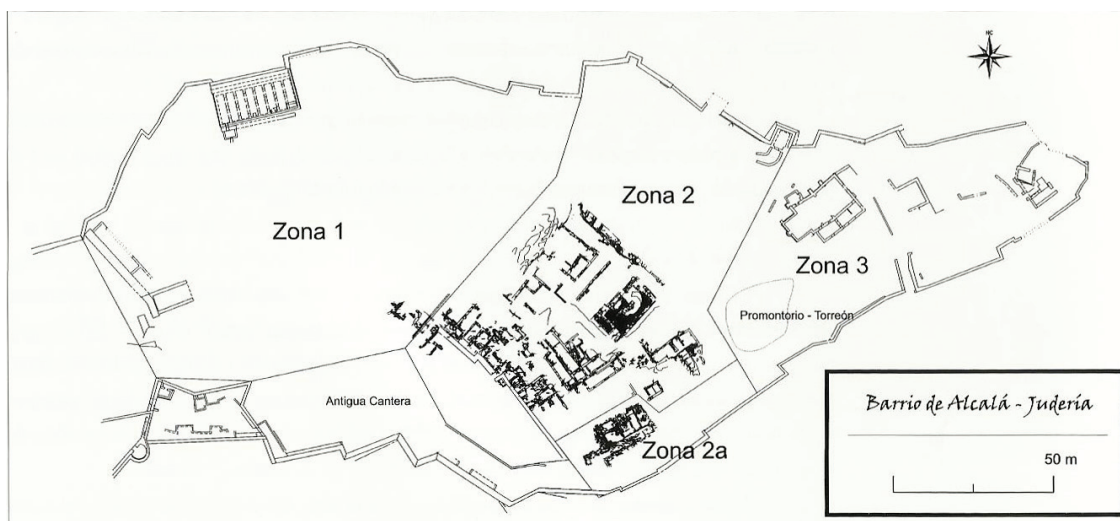 Zona 1
Zona 2
Zona 3
Promontorio - Torreón
Antigua Cantera
Zona 2a
Barrio de Alcalá - Judería
50 m